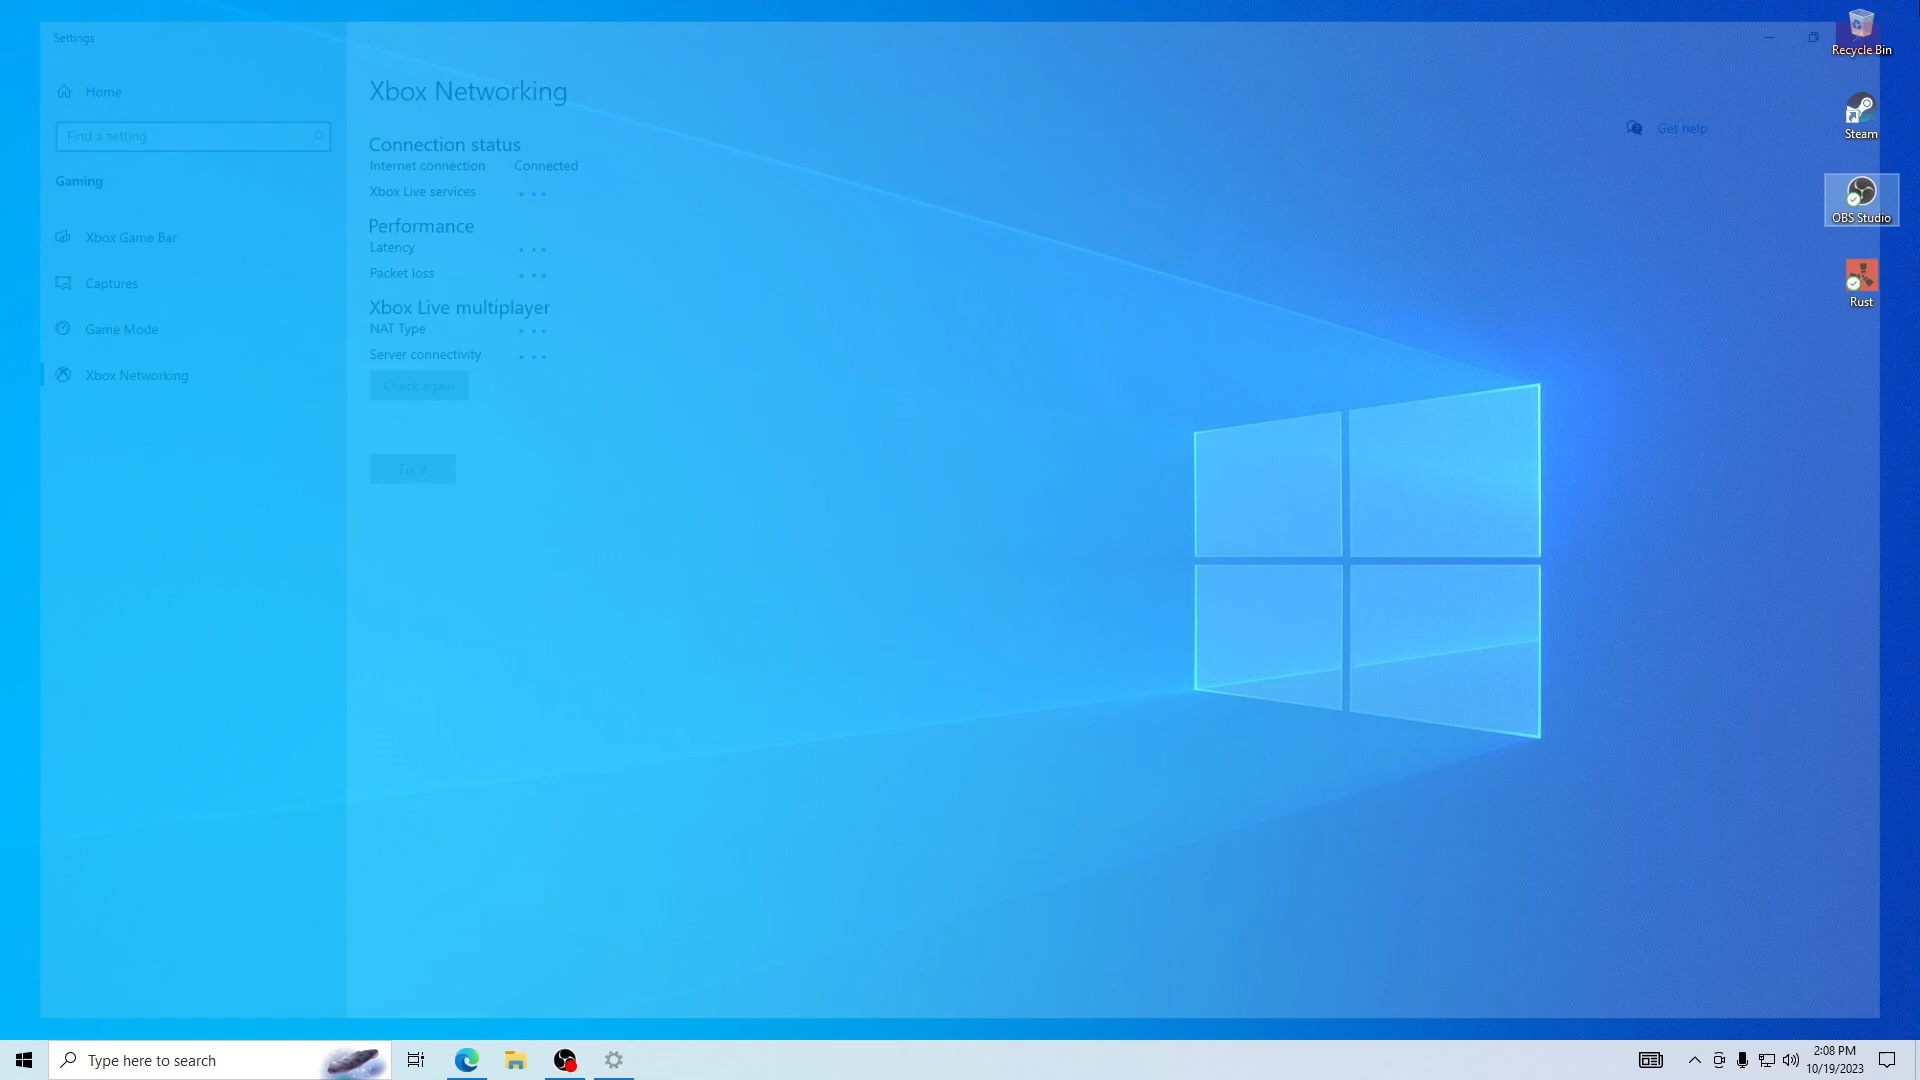 Settings
Home
Find a setting
Gaming
Xbox Game Bar
Captures
Game Mode
Xbox Networking
Xbox Networking
Connection status
Internet connection Connected
Xbox Live services ...
Performance
Latency ...
Packet loss ...
Xbox Live multiplayer
NAT Type ...
Server connectivity ...
Check again
Fix it
Get help
Recycle Bin
Steam
OBS Studio
Rust
Type here to search
2:08 PM
10/19/2023